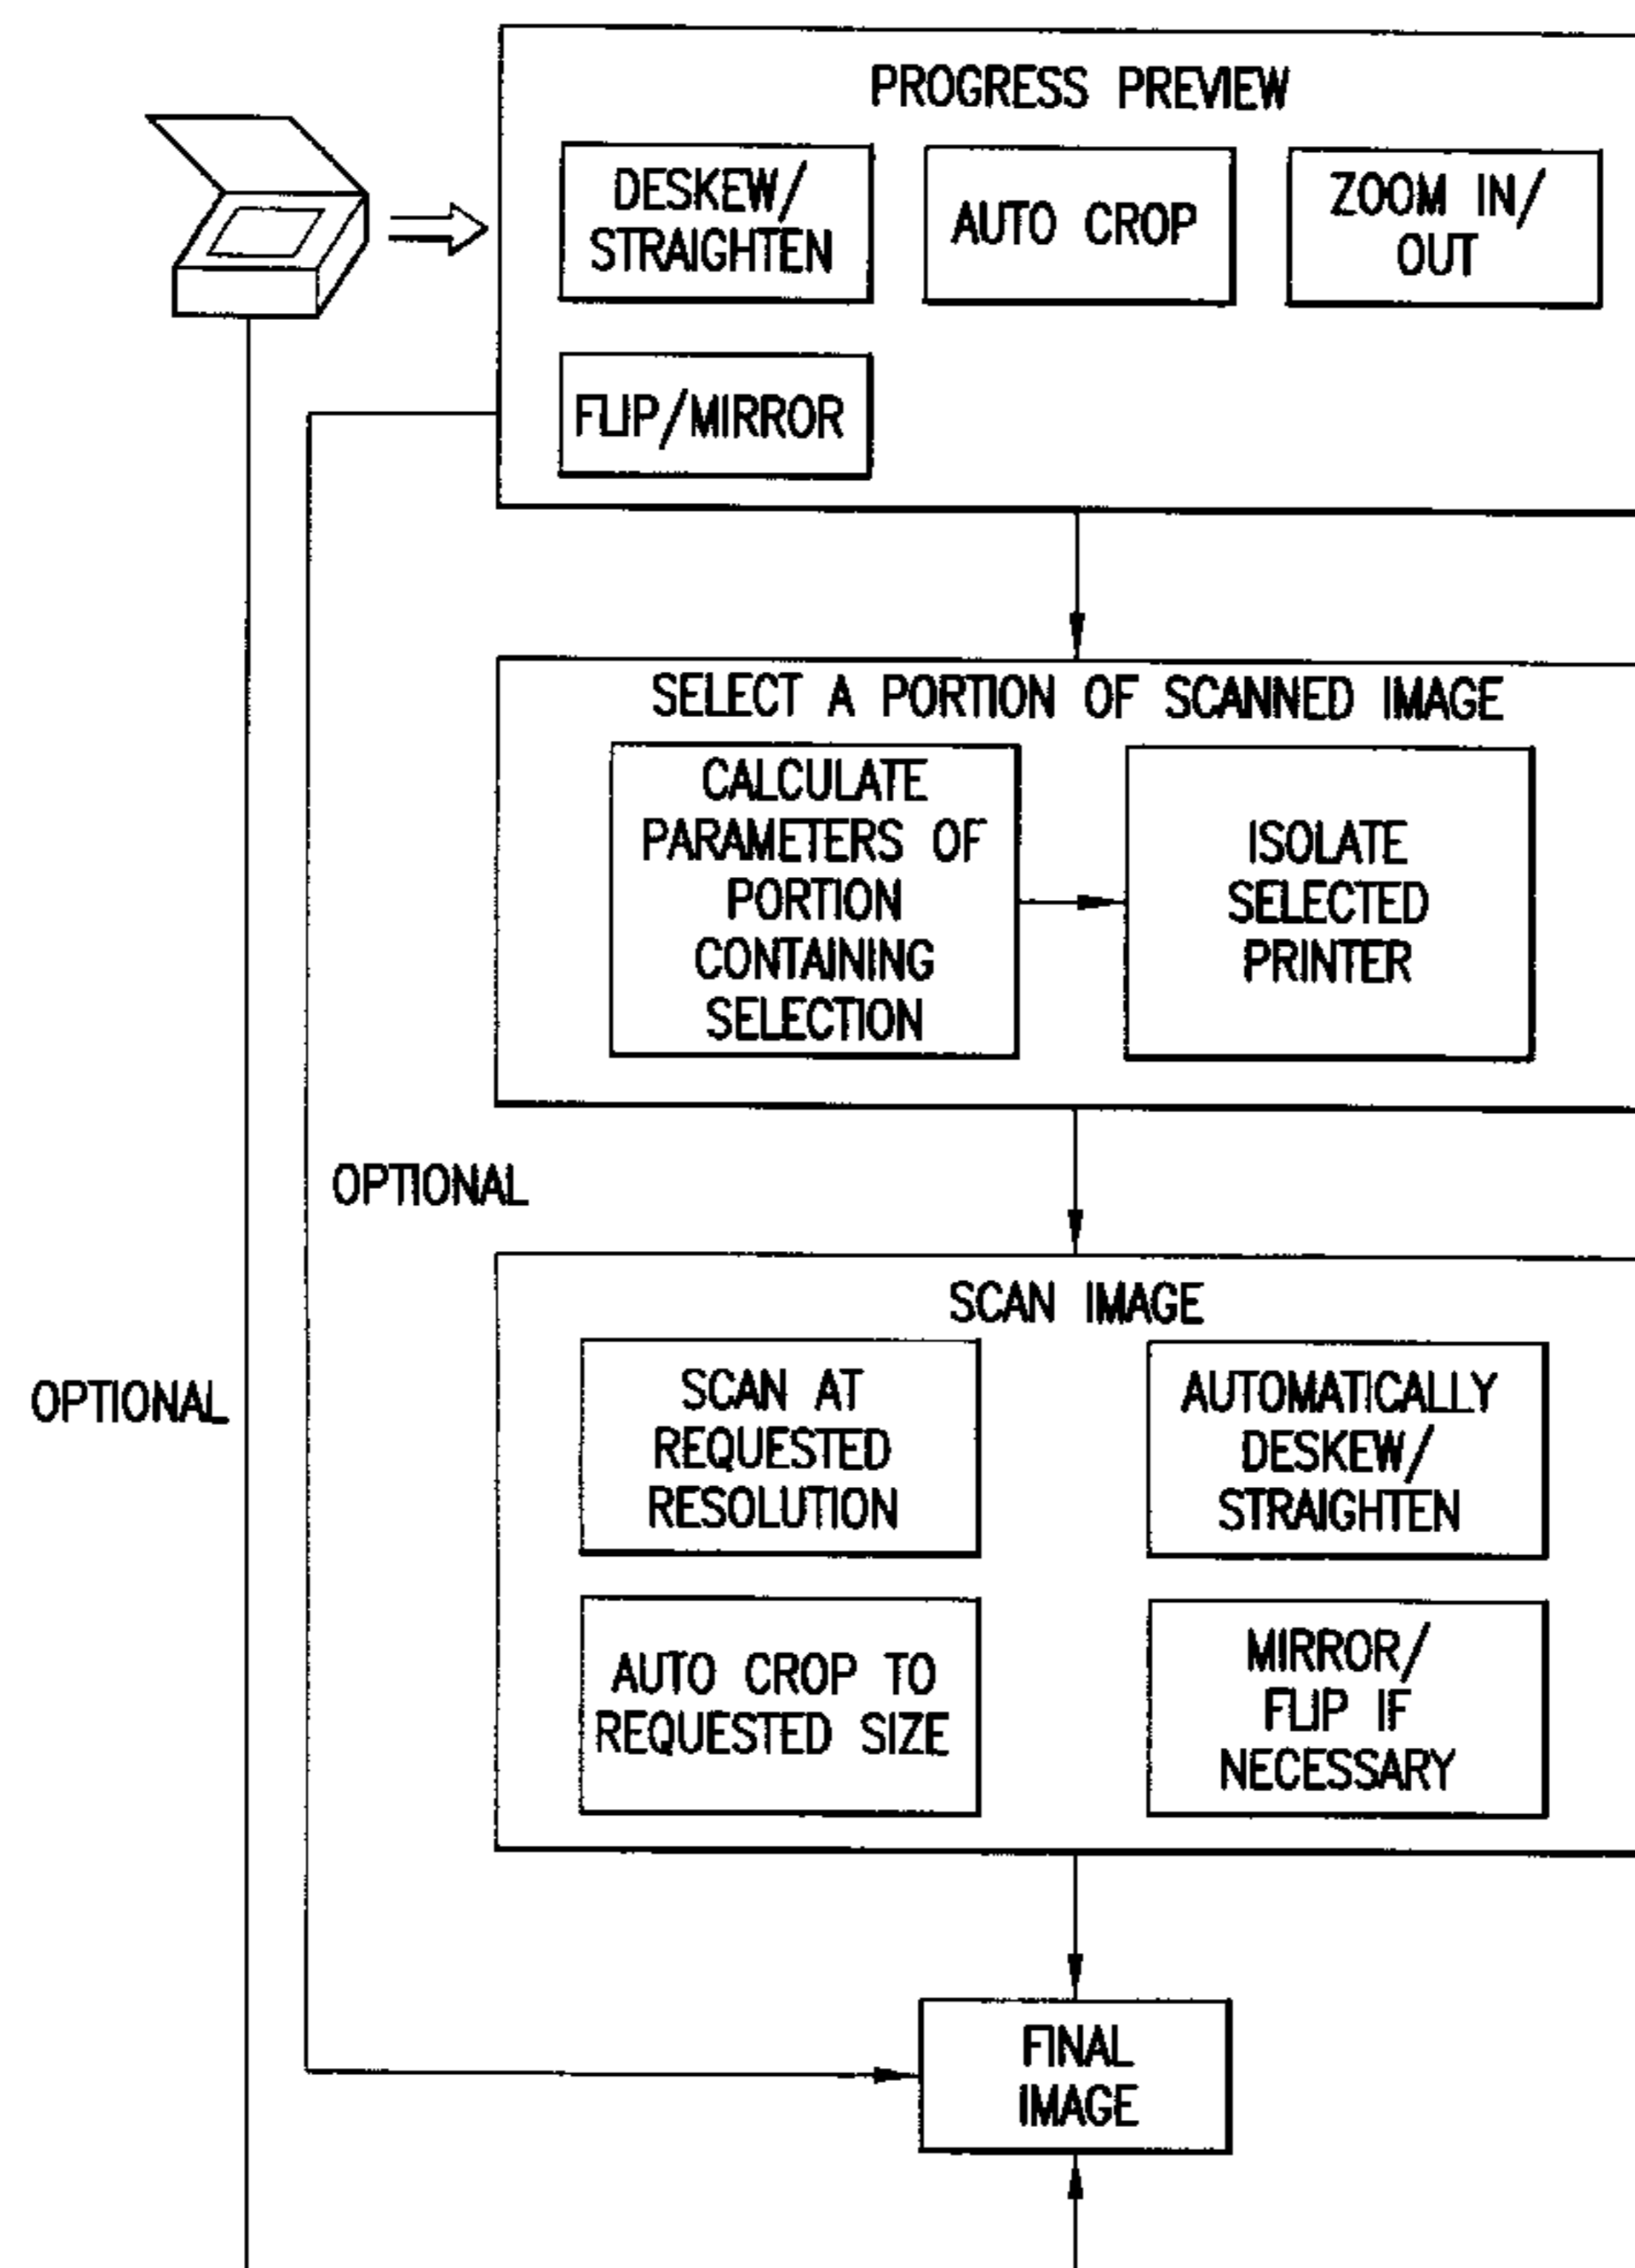 PROGRESS PREVIEW
DESKEW/
STRAIGHTEN
AUTO CROP
ZOOM IN/
OUT
FLIP/MIRROR
SELECT A PORTION OF SCANNED IMAGE
CALCULATE
PARAMETERS OF
PORTION
CONTAINING
SELECTION
ISOLATE
SELECTED
PRINTER
OPTIONAL
OPTIONAL
SCAN IMAGE
SCAN AT
REQUESTED
RESOLUTION
AUTOMATICALLY
DESKEW/
STRAIGHTEN
AUTO CROP TO
REQUESTED SIZE
MIRROR/
FLIP IF
NECESSARY
FINAL
IMAGE